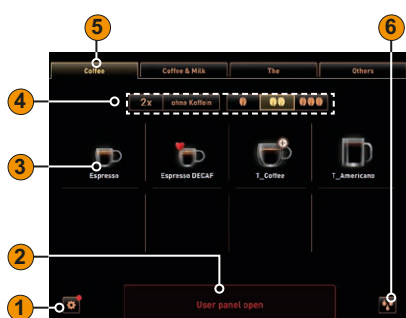 5
6
Coffee
Coffee & Milk
The
Others
4
2x
ohne Koffein
3
Espresso
Espresso DECAF
T_Coffee
T_Americano
2
1
User panel open